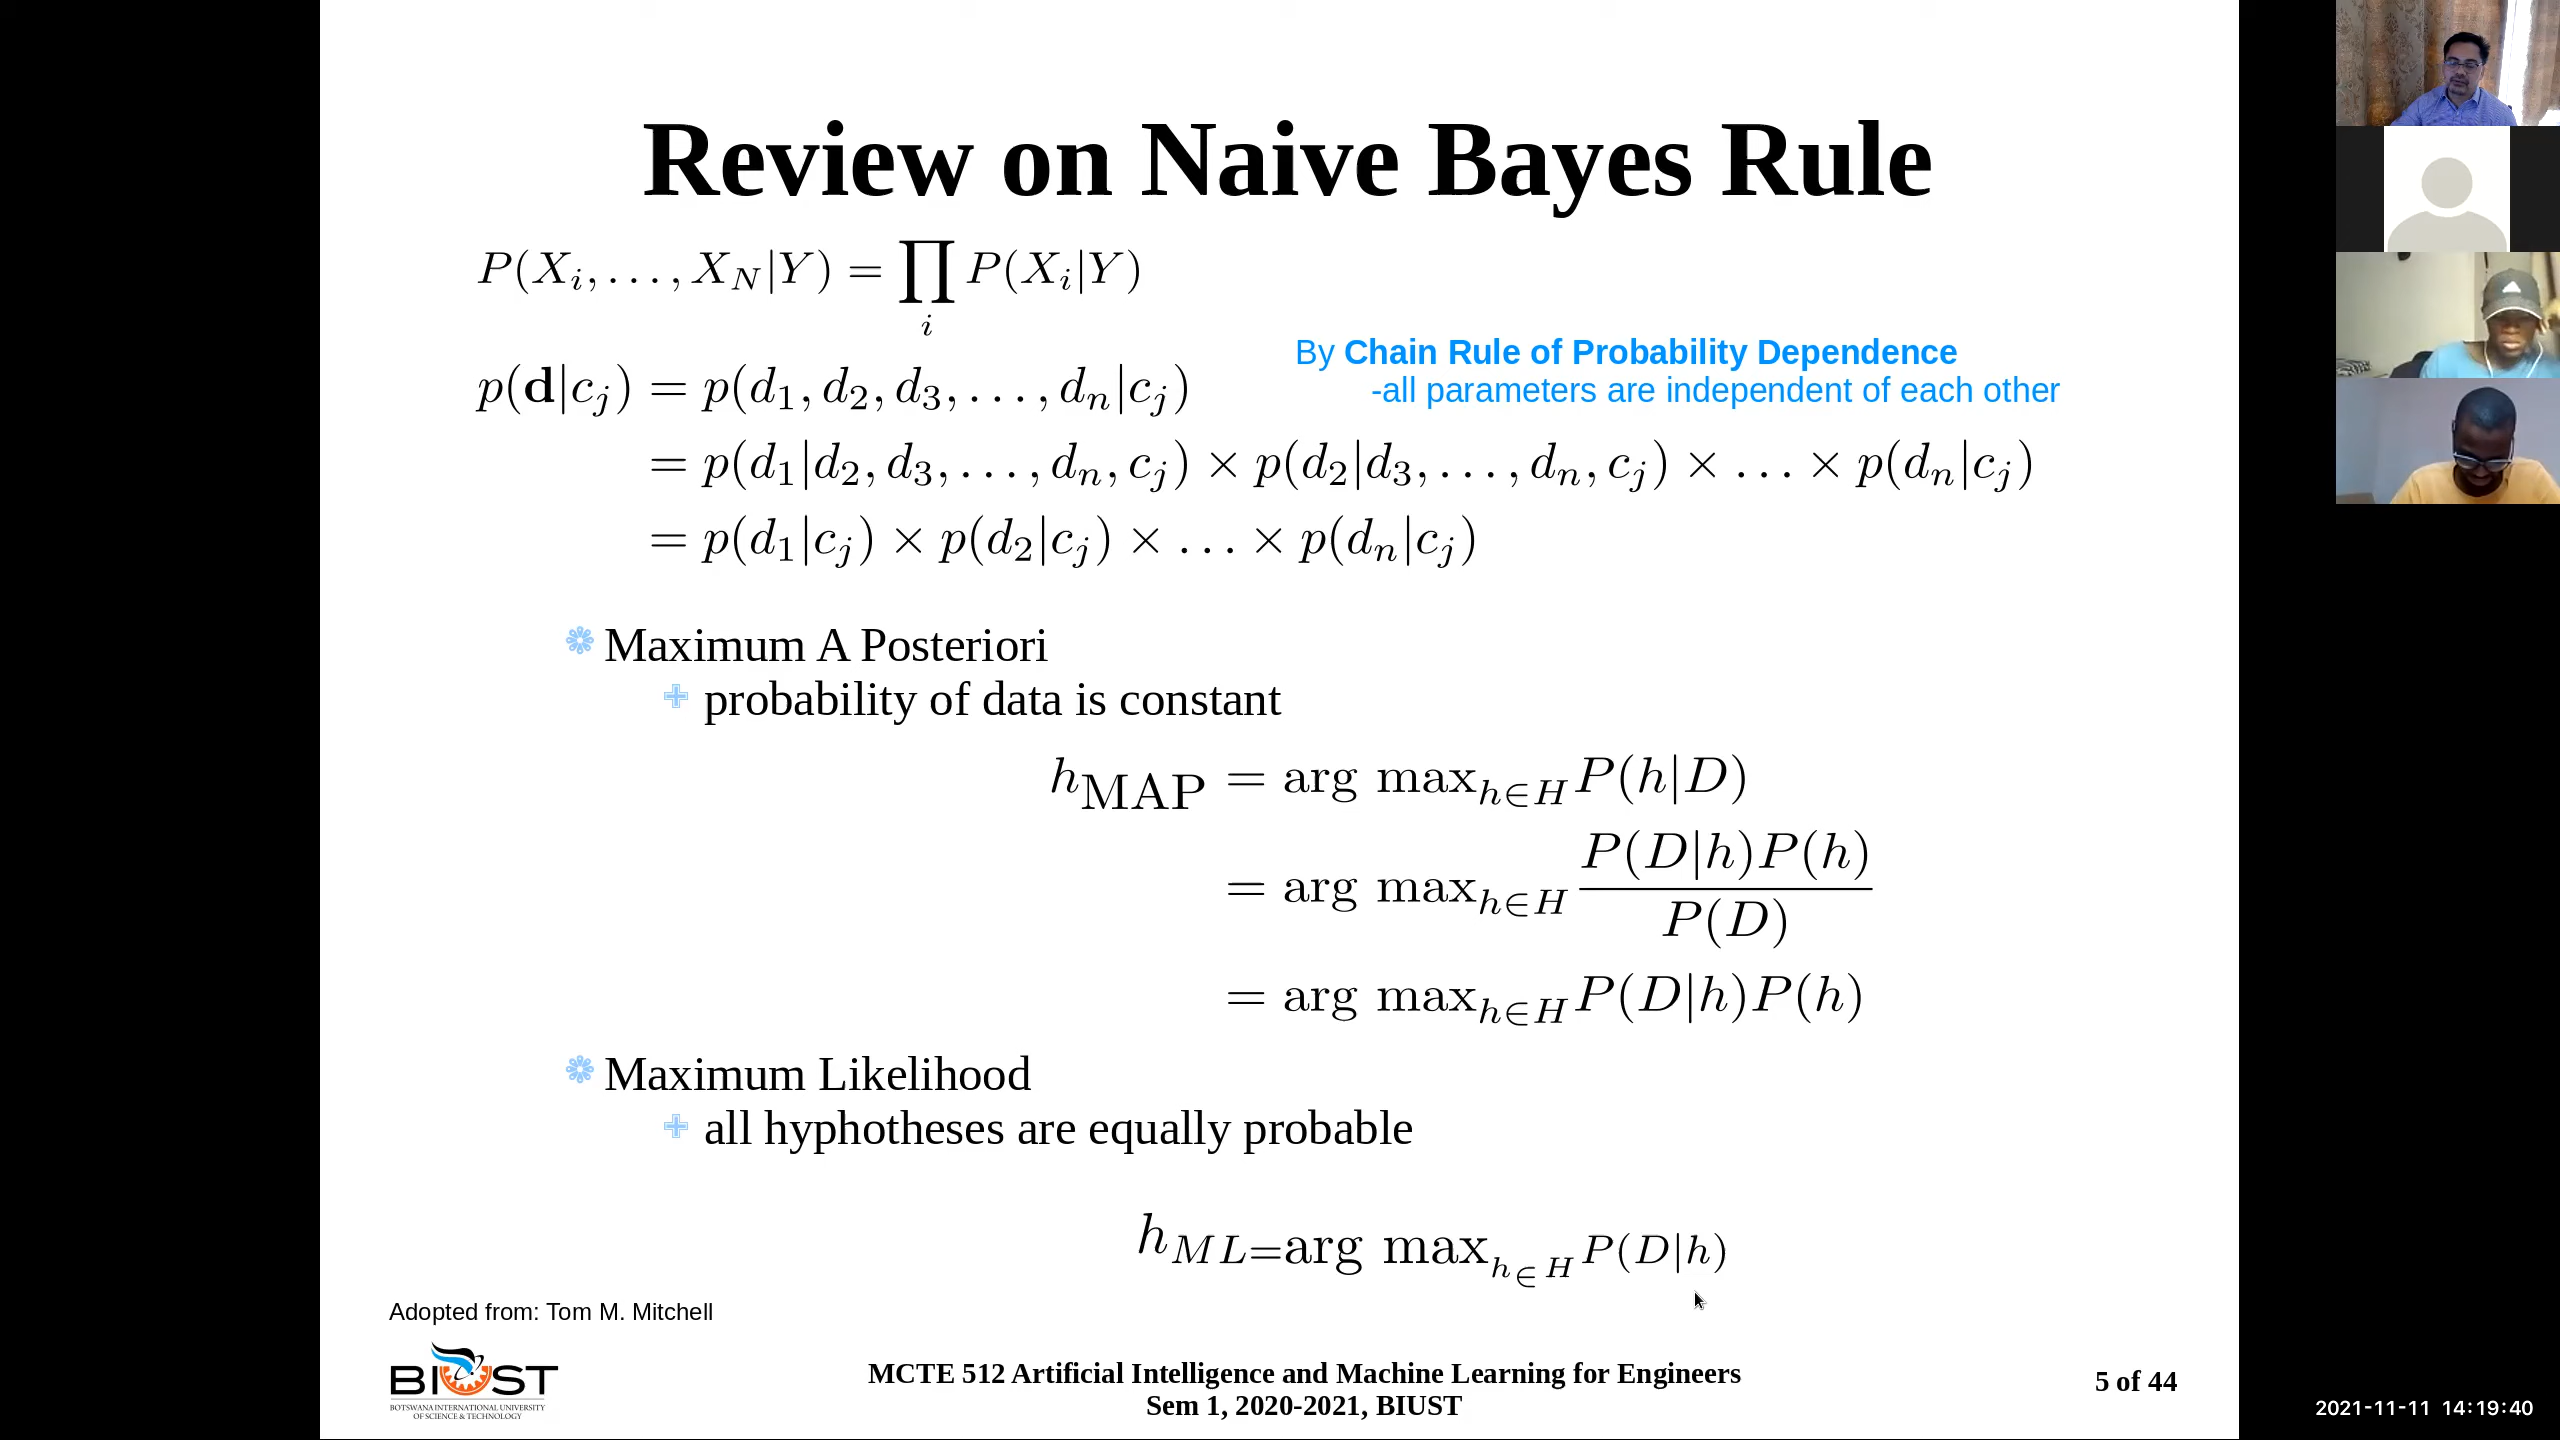 Review on Naive Bayes Rule
P(X_i, ..., X_N|Y) = ∏_i P(X_i|Y)
By Chain Rule of Probability Dependence
-all parameters are independent of each other
p(d|c_j) = p(d_1, d_2, d_3, ..., d_n|c_j)
= p(d_1|d_2, d_3, ..., d_n, c_j) × p(d_2|d_3, ..., d_n, c_j) × ... × p(d_n|c_j)
= p(d_1|c_j) × p(d_2|c_j) × ... × p(d_n|c_j)
Maximum A Posteriori
probability of data is constant
h_MAP = arg max_{h∈H} P(h|D)
= arg max_{h∈H} P(D|h)P(h) / P(D)
= arg max_{h∈H} P(D|h)P(h)
Maximum Likelihood
all hyphotheses are equally probable
h_{ML} = arg max_{h∈H} P(D|h)
Adopted from: Tom M. Mitchell
BIUST
BOTSWANA INTERNATIONAL UNIVERSITY
OF SCIENCE & TECHNOLOGY
MCTE 512 Artificial Intelligence and Machine Learning for Engineers
Sem 1, 2020-2021, BIUST
5 of 44
2021-11-11 14:19:40